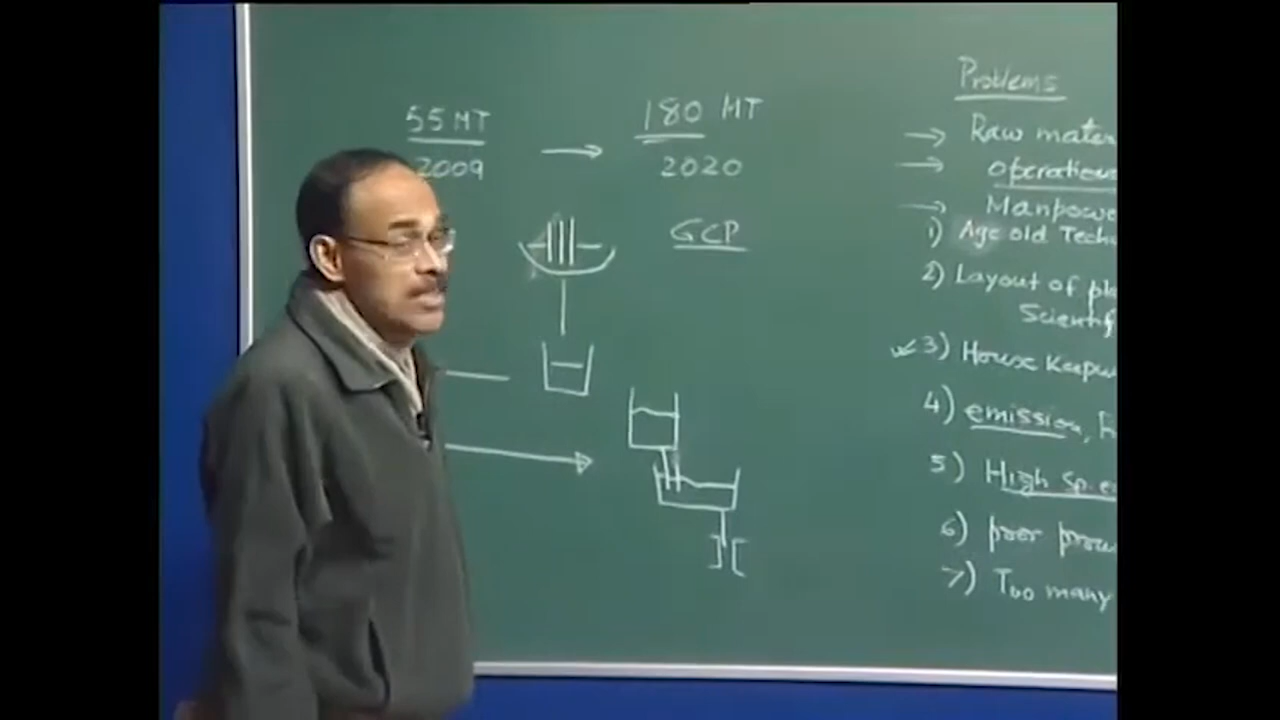 55 MT
2009
180 MT
2020
GCP
Problems
Raw mater
operation
Manpowe
1) Age old Tech
2) Layout of pl
Scientif
3) House Keepin
4) emission, F
5) High spe
6) poor
7) Too many